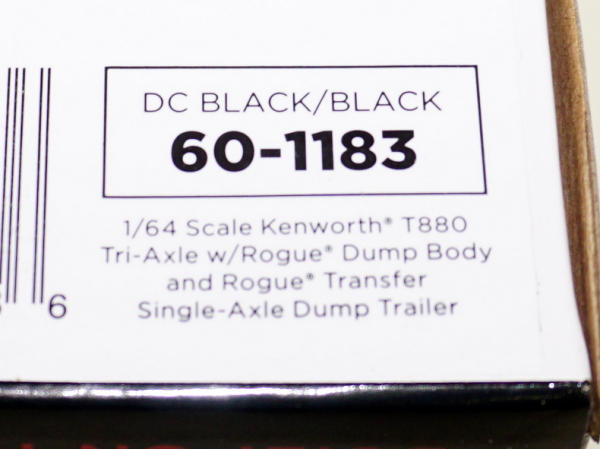 DC BLACK/BLACK
60-1183
1/64 Scale Kenworth® T880
Tri-Axle w/Rogue® Dump Body
and Rogue® Transfer
Single-Axle Dump Trailer
6